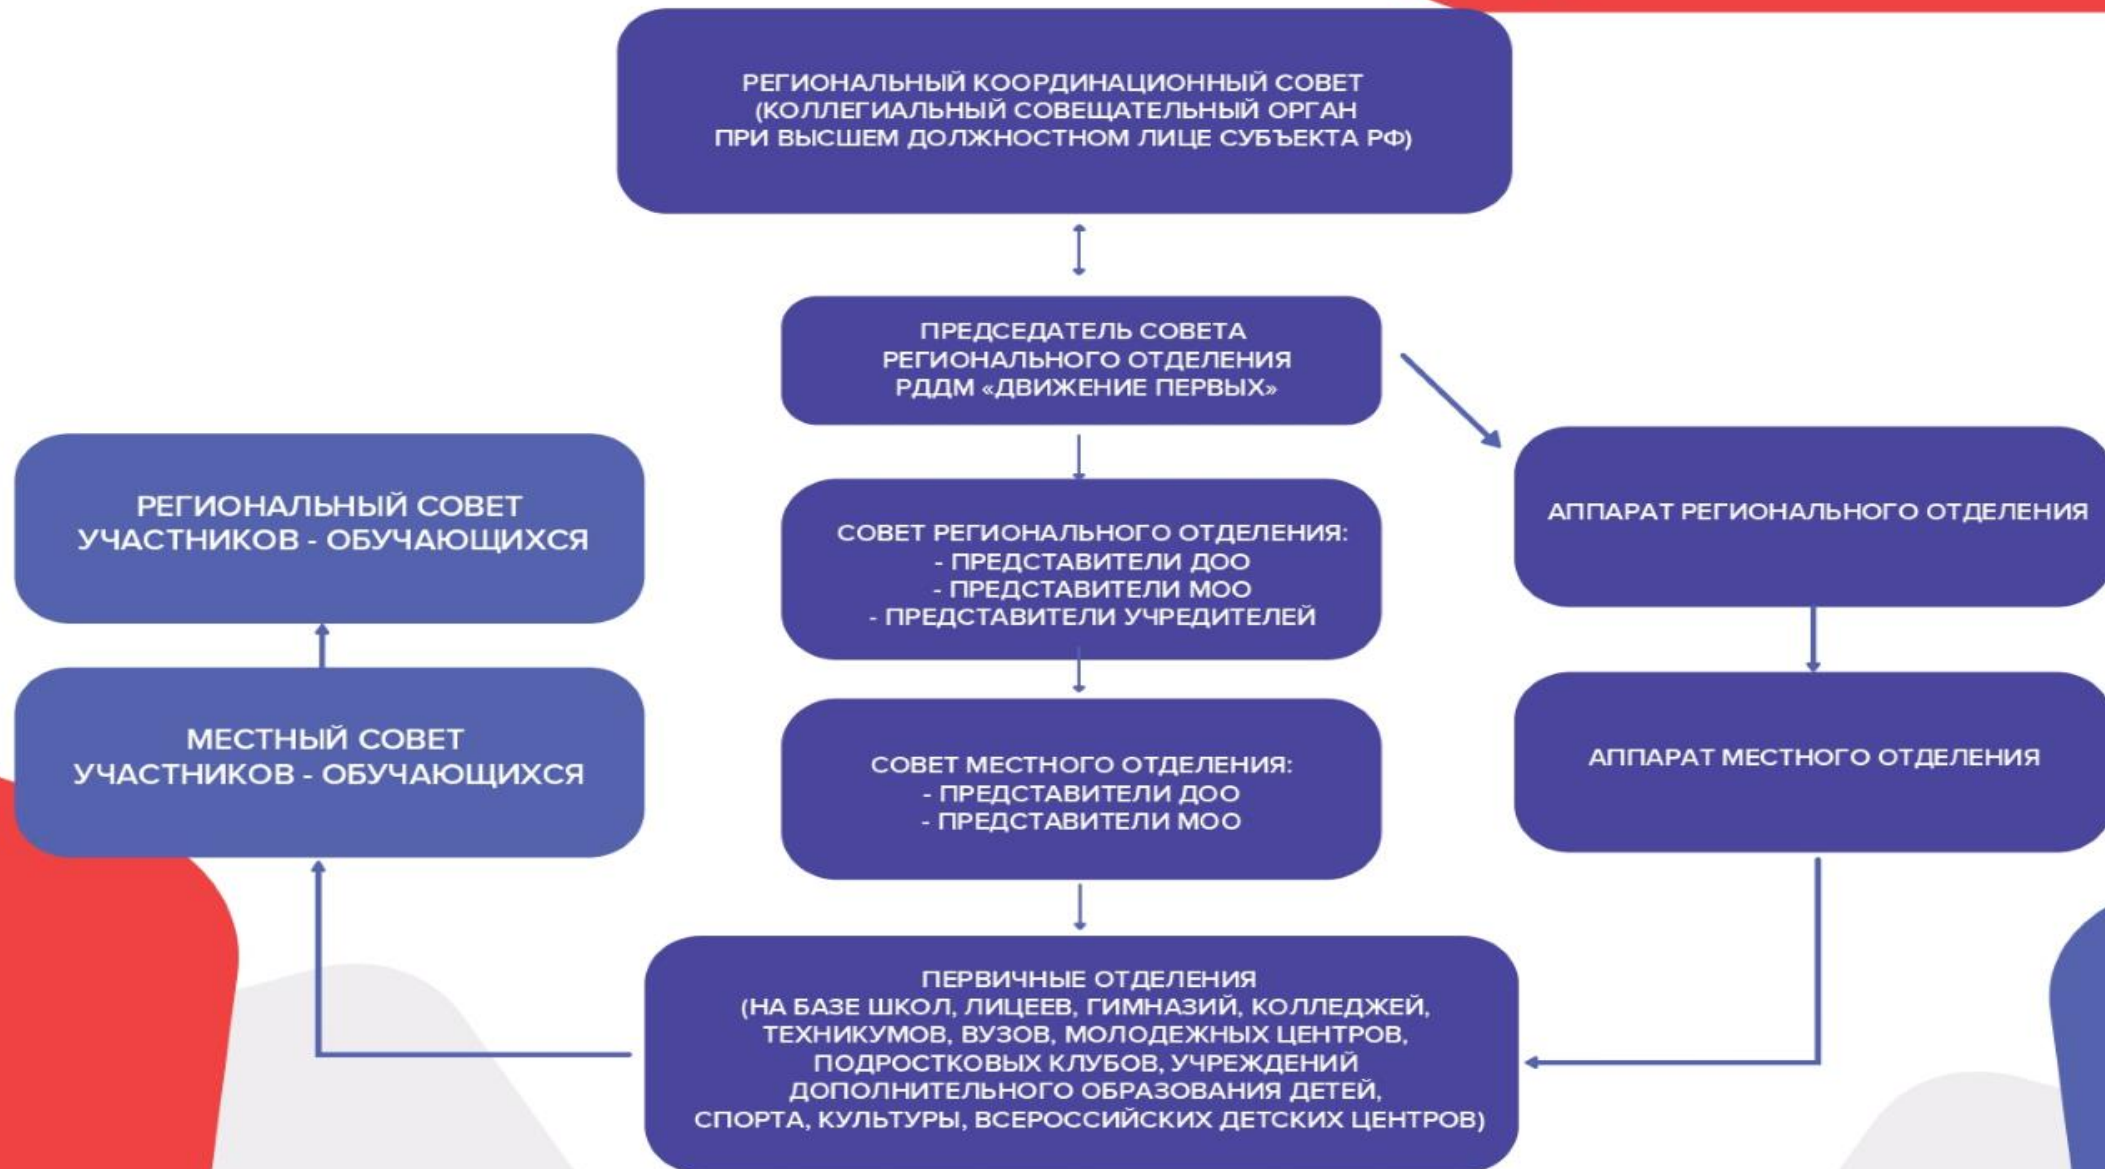 РЕГИОНАЛЬНЫЙ КООРДИНАЦИОННЫЙ СОВЕТ
(КОЛЛЕГИАЛЬНЫЙ СОВЕЩАТЕЛЬНЫЙ ОРГАН
ПРИ ВЫСШЕМ ДОЛЖНОСТНОМ ЛИЦЕ СУБЪЕКТА РФ)
ПРЕДСЕДАТЕЛЬ СОВЕТА
РЕГИОНАЛЬНОГО ОТДЕЛЕНИЯ
РДДМ «ДВИЖЕНИЕ ПЕРВЫХ»
РЕГИОНАЛЬНЫЙ СОВЕТ
УЧАСТНИКОВ - ОБУЧАЮЩИХСЯ
СОВЕТ РЕГИОНАЛЬНОГО ОТДЕЛЕНИЯ:
- ПРЕДСТАВИТЕЛИ ДОО
- ПРЕДСТАВИТЕЛИ МОО
- ПРЕДСТАВИТЕЛИ УЧРЕДИТЕЛЕЙ
АППАРАТ РЕГИОНАЛЬНОГО ОТДЕЛЕНИЯ
МЕСТНЫЙ СОВЕТ
УЧАСТНИКОВ - ОБУЧАЮЩИХСЯ
СОВЕТ МЕСТНОГО ОТДЕЛЕНИЯ:
- ПРЕДСТАВИТЕЛИ ДОО
- ПРЕДСТАВИТЕЛИ МОО
АППАРАТ МЕСТНОГО ОТДЕЛЕНИЯ
ПЕРВИЧНЫЕ ОТДЕЛЕНИЯ
(НА БАЗЕ ШКОЛ, ЛИЦЕЕВ, ГИМНАЗИЙ, КОЛЛЕДЖЕЙ,
ТЕХНИКУМОВ, ВУЗОВ, МОЛОДЕЖНЫХ ЦЕНТРОВ,
ПОДРОСТКОВЫХ КЛУБОВ, УЧРЕЖДЕНИЙ
ДОПОЛНИТЕЛЬНОГО ОБРАЗОВАНИЯ ДЕТЕЙ,
СПОРТА, КУЛЬТУРЫ, ВСЕРОССИЙСКИХ ДЕТСКИХ ЦЕНТРОВ)